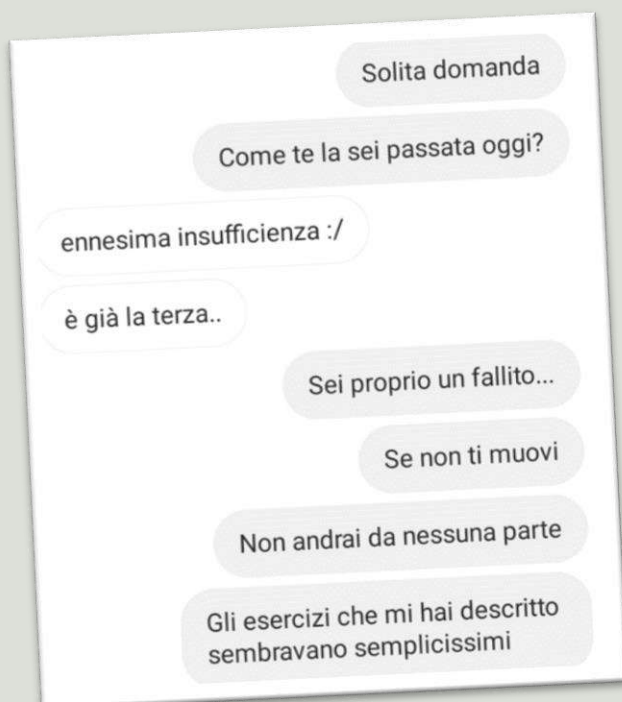 Solita domanda
Come te la sei passata oggi?
ennesima insufficienza :/
è già la terza..
Sei proprio un fallito...
Se non ti muovi
Non andrai da nessuna parte
Gli esercizi che mi hai descritto
sembravano semplicissimi